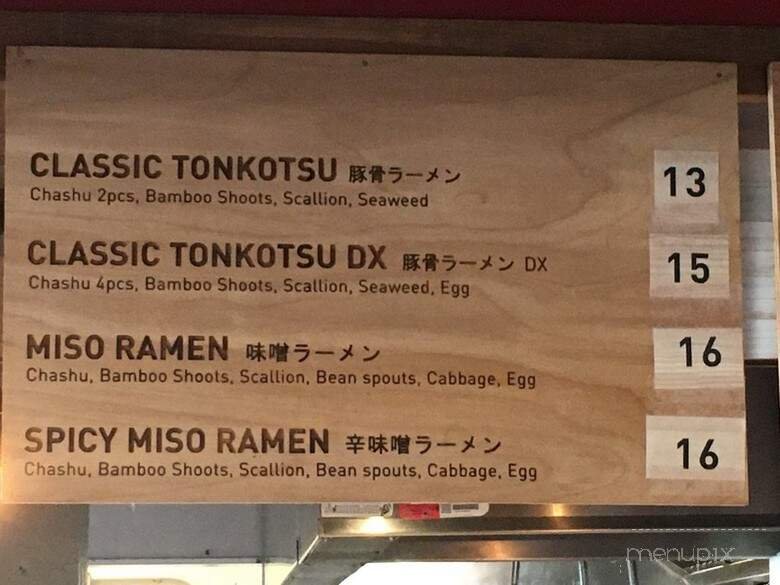 CLASSIC TONKOTSU 豚骨ラーメン 13
Chashu 2pcs, Bamboo Shoots, Scallion, Seaweed
CLASSIC TONKOTSU DX 豚骨ラーメン DX 15
Chashu 4pcs, Bamboo Shoots, Scallion, Seaweed, Egg
MISO RAMEN 味噌ラーメン 16
Chashu, Bamboo Shoots, Scallion, Bean spouts, Cabbage, Egg
SPICY MISO RAMEN 辛味噌ラーメン 16
Chashu, Bamboo Shoots, Scallion, Bean spouts, Cabbage, Egg
menupix